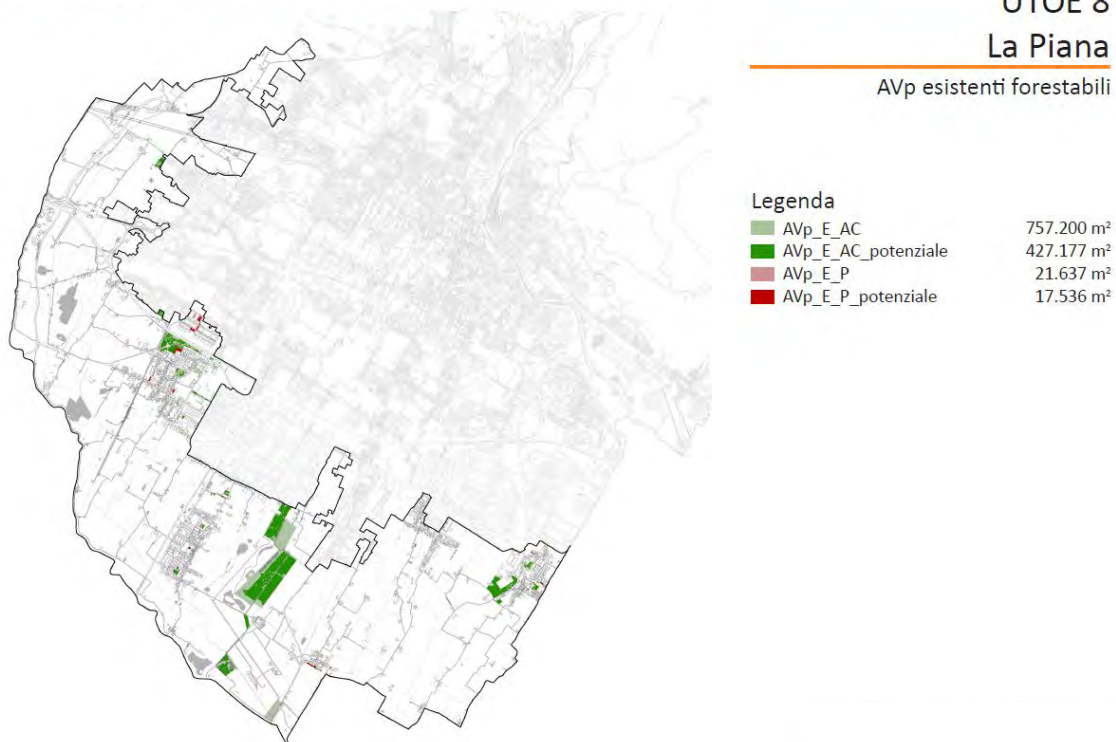 UTOE 8
La Piana
AVp esistenti forestabili
Legenda
AVp_E_AC 757.200 m²
AVp_E_AC_potenziale 427.177 m²
AVp_E_P 21.637 m²
AVp_E_P_potenziale 17.536 m²